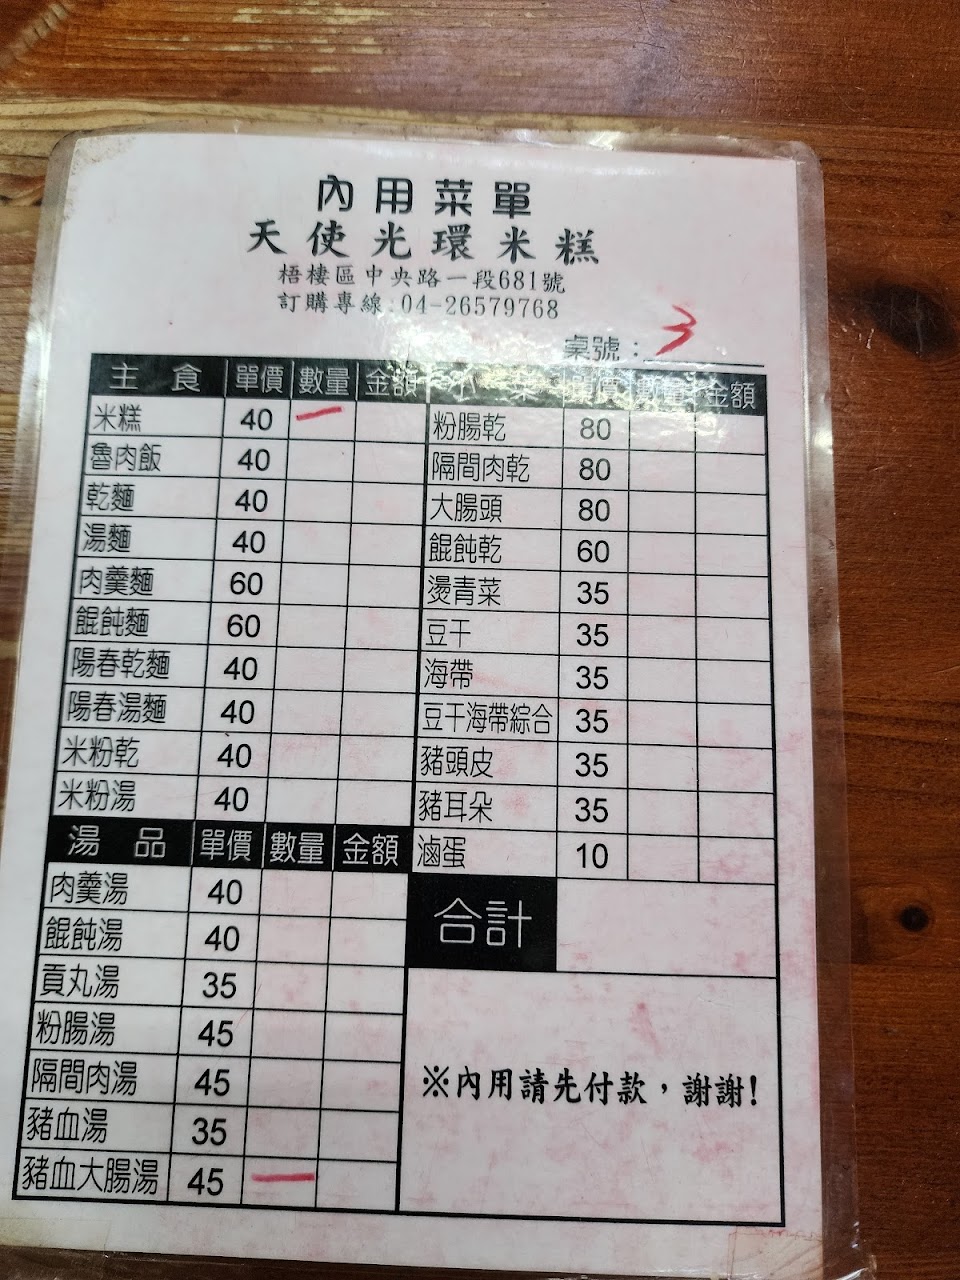 內用菜單
天使光環米糕
梧棲區中央路一段681號
訂購專線:04-26579768
桌號：3
主食 單價 數量 金額
米糕 40 一
魯肉飯 40
乾麵 40
湯麵 40
肉羹麵 60
餛飩麵 60
陽春乾麵 40
陽春湯麵 40
米粉乾 40
米粉湯 40
湯品 單價 數量 金額
肉羹湯 40
餛飩湯 40
貢丸湯 35
粉腸湯 45
隔間肉湯 45
豬血湯 35
豬血大腸湯 45 一
小菜 單價 數量 金額
粉腸乾 80
隔間肉乾 80
大腸頭 80
餛飩乾 60
燙青菜 35
豆干 35
海帶 35
豆干海帶綜合 35
豬頭皮 35
豬耳朵 35
滷蛋 10
合計
※內用請先付款，謝謝!